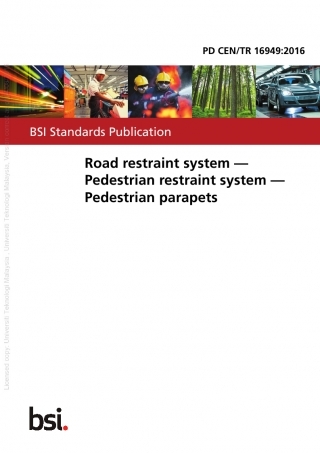 PD CEN/TR 16949:2016
BSI Standards Publication
Road restraint system —
Pedestrian restraint system —
Pedestrian parapets
bsi.
Licensed copy: Universiti Teknologi Malaysia, Universiti Teknologi Malaysia, Version